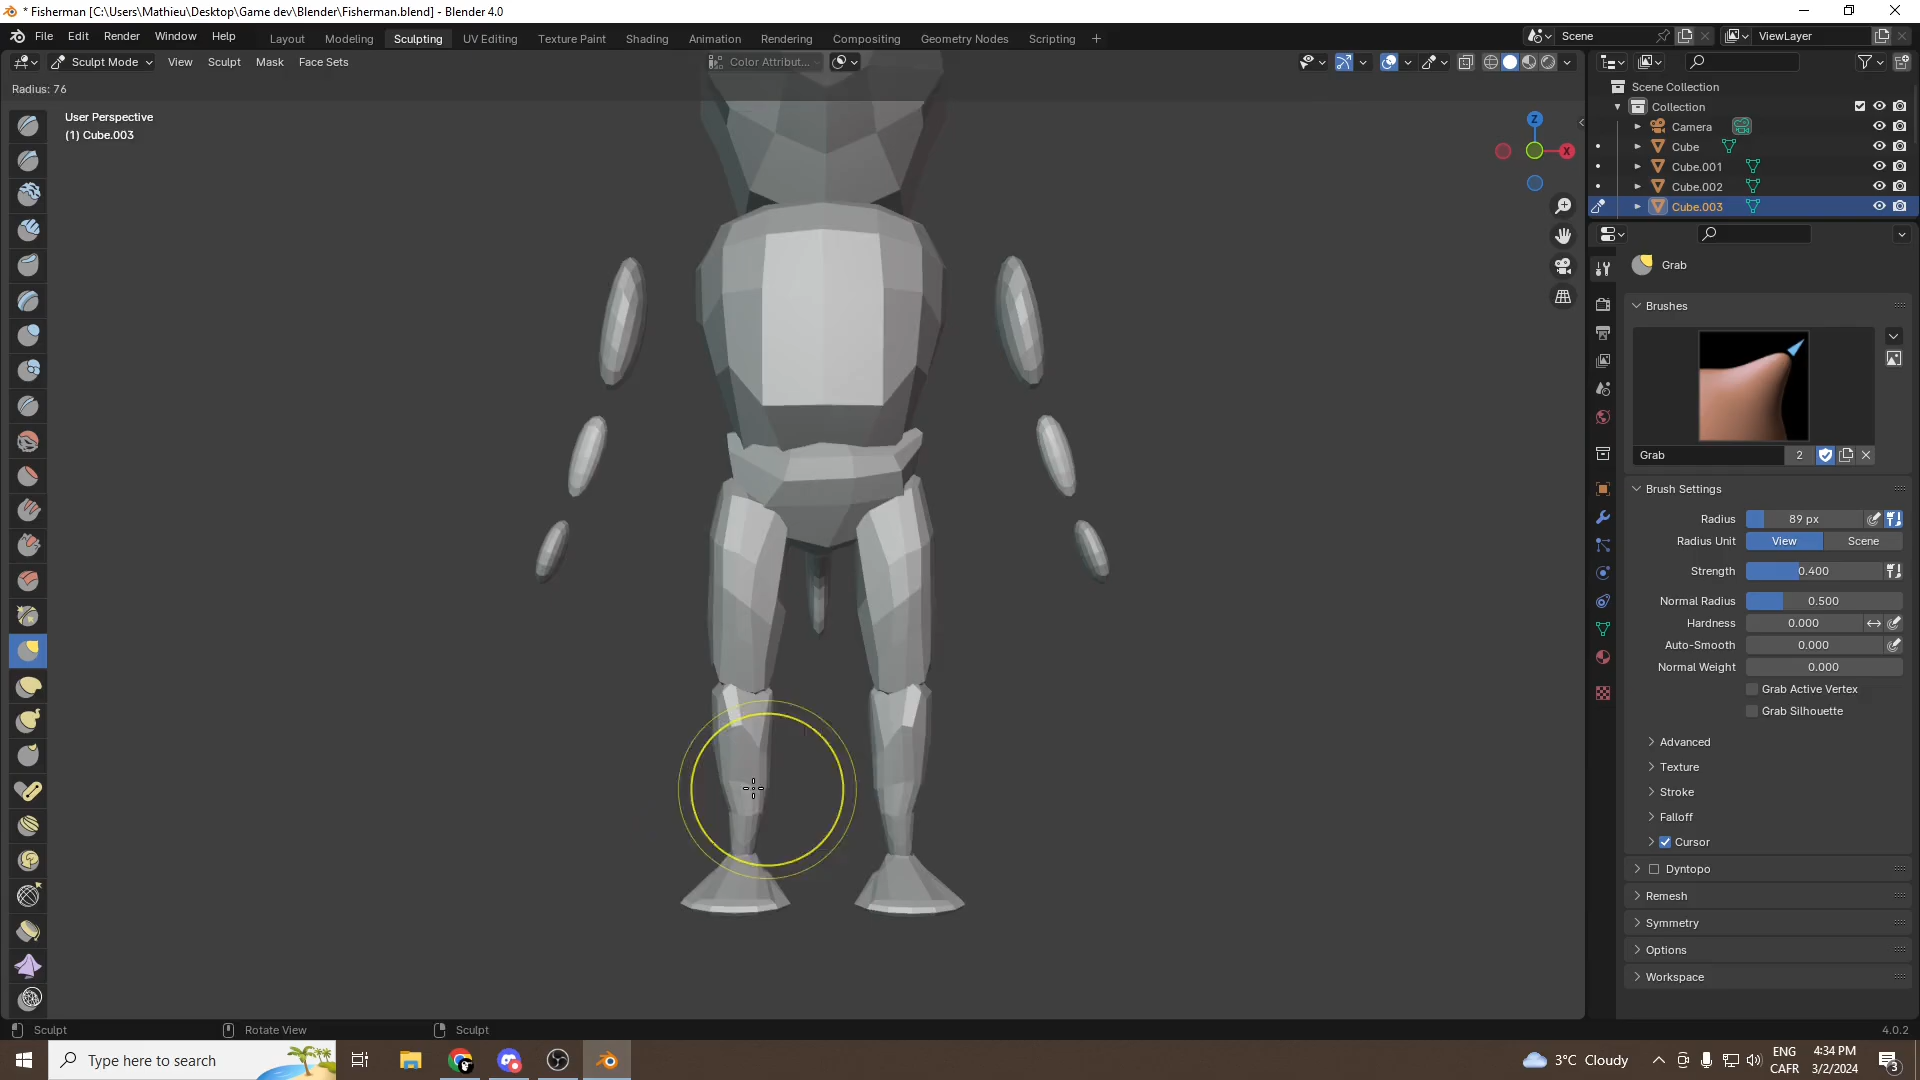 * Fisherman [C:\Users\Mathieu\Desktop\Game dev\Blender\Fisherman.blend] - Blender 4.0
File Edit Render Window Help
Layout Modeling Sculpting UV Editing Texture Paint Shading Animation Rendering Compositing Geometry Nodes Scripting +
Scene
ViewLayer
Sculpt Mode View Sculpt Mask Face Sets
Color Attribut...
Radius: 76
User Perspective
(1) Cube.003
Z
X
Scene Collection
Collection
Camera
Cube
Cube.001
Cube.002
Cube.003
Grab
Brushes
Grab 2
Brush Settings
Radius 89 px
Radius Unit View Scene
Strength 0.400
Normal Radius 0.500
Hardness 0.000
Auto-Smooth 0.000
Normal Weight 0.000
Grab Active Vertex
Grab Silhouette
Advanced
Texture
Stroke
Falloff
Cursor
Dyntopo
Remesh
Symmetry
Options
Workspace
Sculpt Rotate View Sculpt 4.0.2
Type here to search
3°C Cloudy
ENG
CAFR
4:34 PM
3/2/2024
3